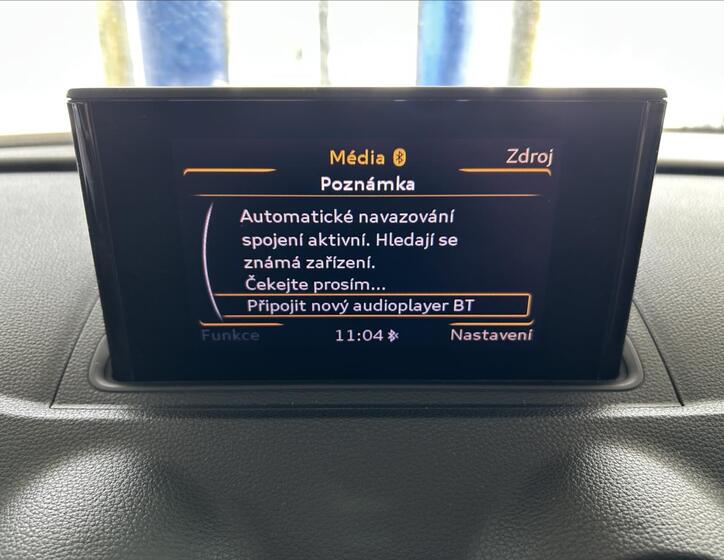 Média
Zdroj
Poznámka
Automatické navazování
spojení aktivní. Hledají se
známá zařízení.
Čekejte prosím...
Připojit nový audioplayer BT
Funkce
11:04
Nastavení